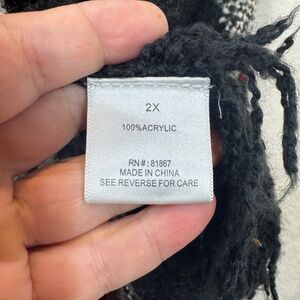 2X
100%ACRYLIC
RN#: 81867
MADE IN CHINA
SEE REVERSE FOR CARE